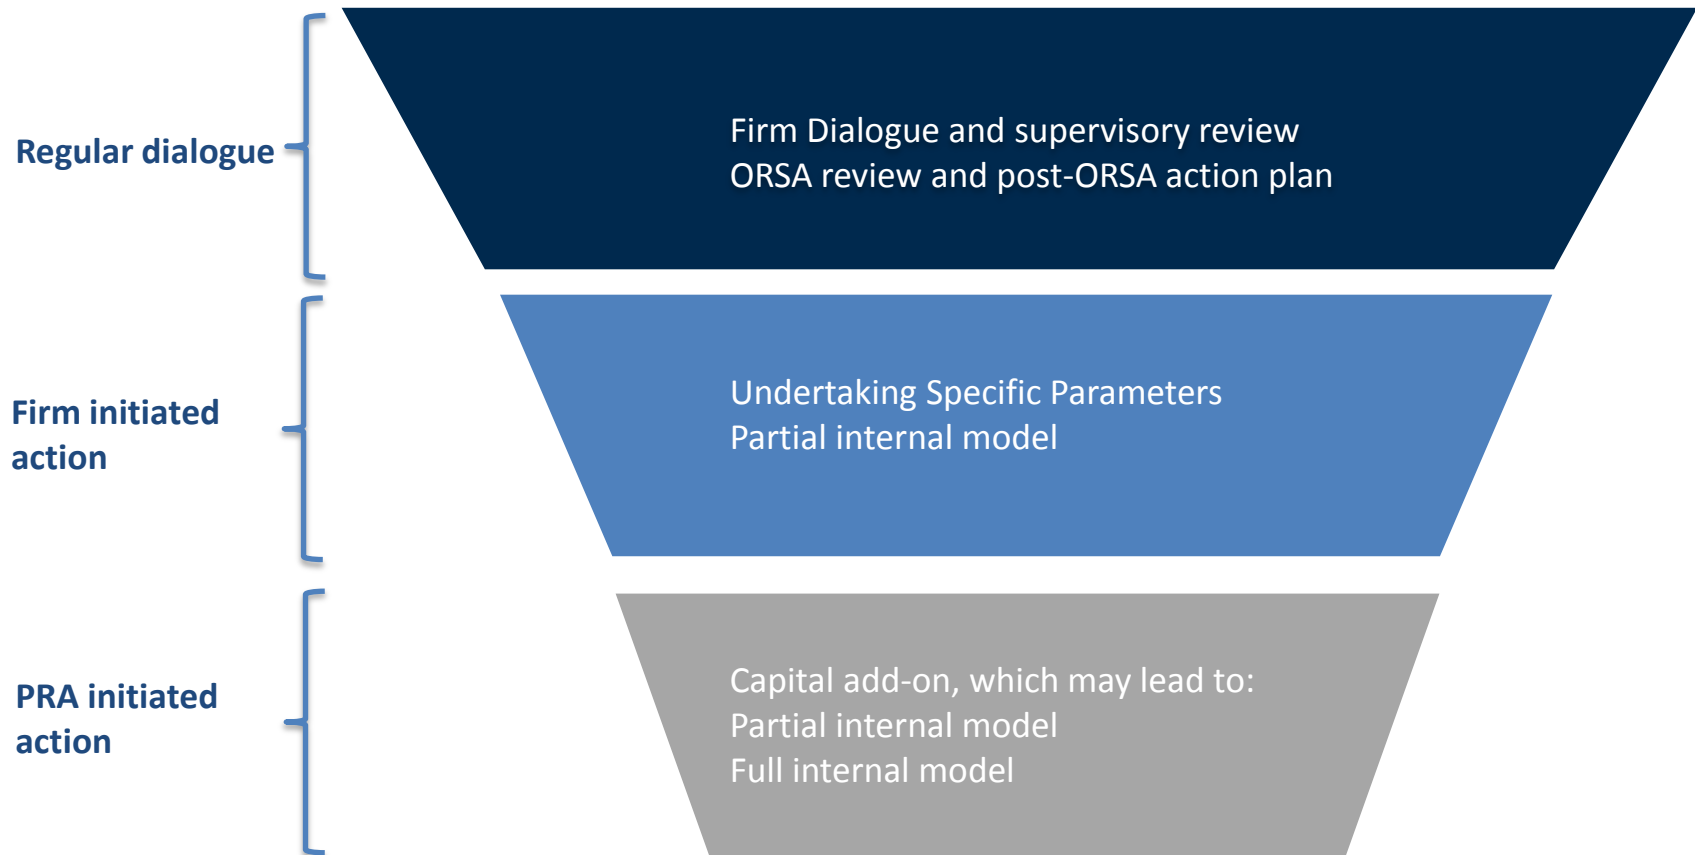 Regular dialogue
Firm Dialogue and supervisory review
ORSA review and post-ORSA action plan
Firm initiated
action
Undertaking Specific Parameters
Partial internal model
PRA initiated
action
Capital add-on, which may lead to:
Partial internal model
Full internal model